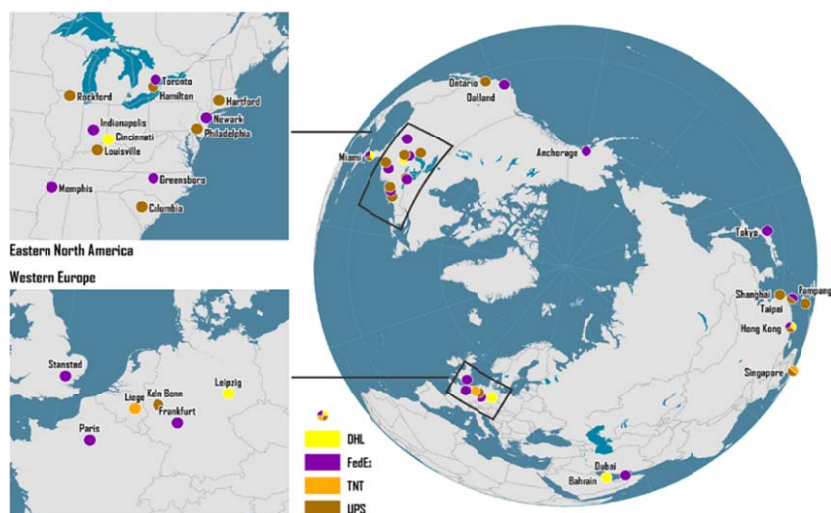 Toronto
Rockford
Hamilton
Hartford
Indianapolis
Newark
Cincinnati
Philadelphia
Louisville
Memphis
Greensboro
Columbia
Eastern North America
Western Europe
Stansted
Leipzig
Liege
Koln Bonn
Frankfurt
Paris
DHL
FedEx
TNT
UPS
Ontario
Oakland
Miami
Anchorage
Tokyo
Shanghai
Pampang
Taipei
Hong Kong
Singapore
Dubai
Bahrain